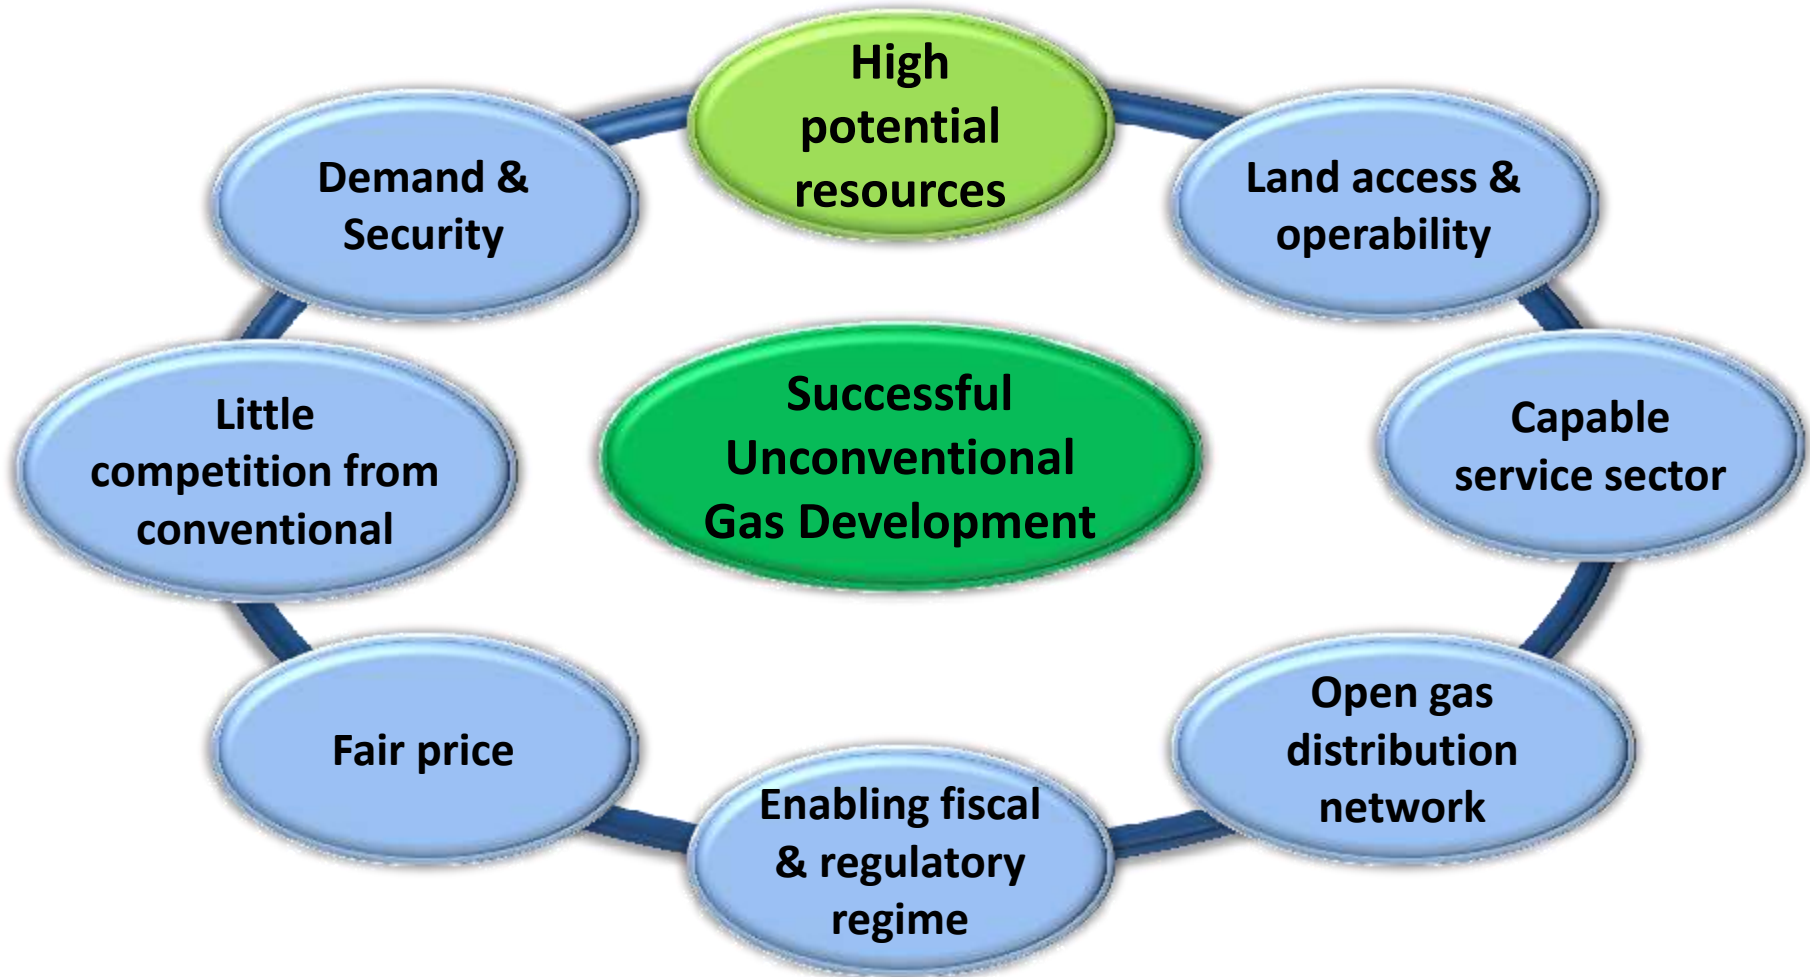 High
potential
resources
Demand &
Security
Land access &
operability
Little
competition from
conventional
Successful
Unconventional
Gas Development
Capable
service sector
Fair price
Open gas
distribution
network
Enabling fiscal
& regulatory
regime